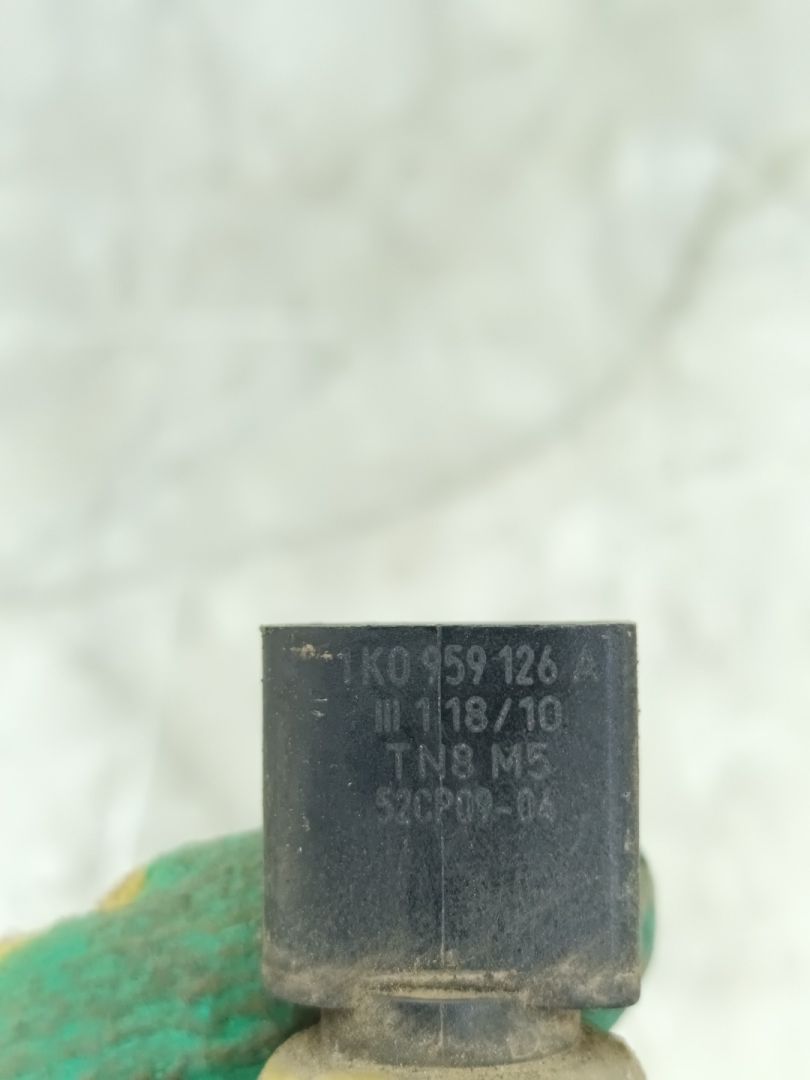 1K0 959 126 A
III 1 18/10
TN8 M5
52CP09-04